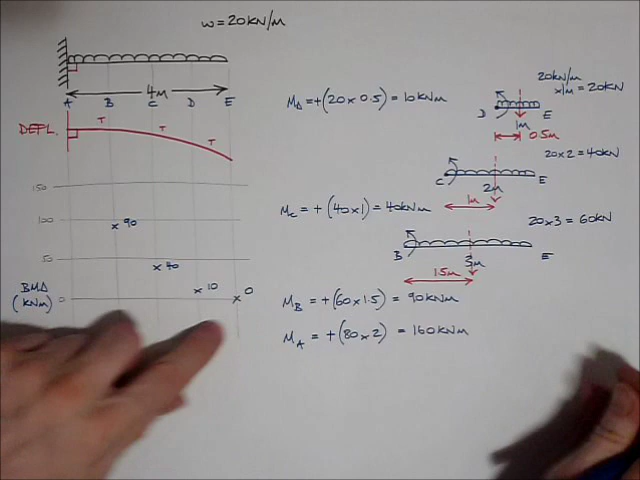 w = 20kN/m
4M
A B C D E
DEFL.
T T T
150
100
x 90
50
x 40
BMD
(kNm)
x 10
0
x 0
M_D = +(20 x 0.5) = 10kNm
20kN/m
x 1m = 20kN
D E
1m
0.5m
20 x 2 = 40kN
C E
2m
1m
M_C = +(40 x 1) = 40kNm
20 x 3 = 60kN
B E
3m
1.5m
M_B = +(60 x 1.5) = 90kNm
M_A = +(80 x 2) = 160kNm